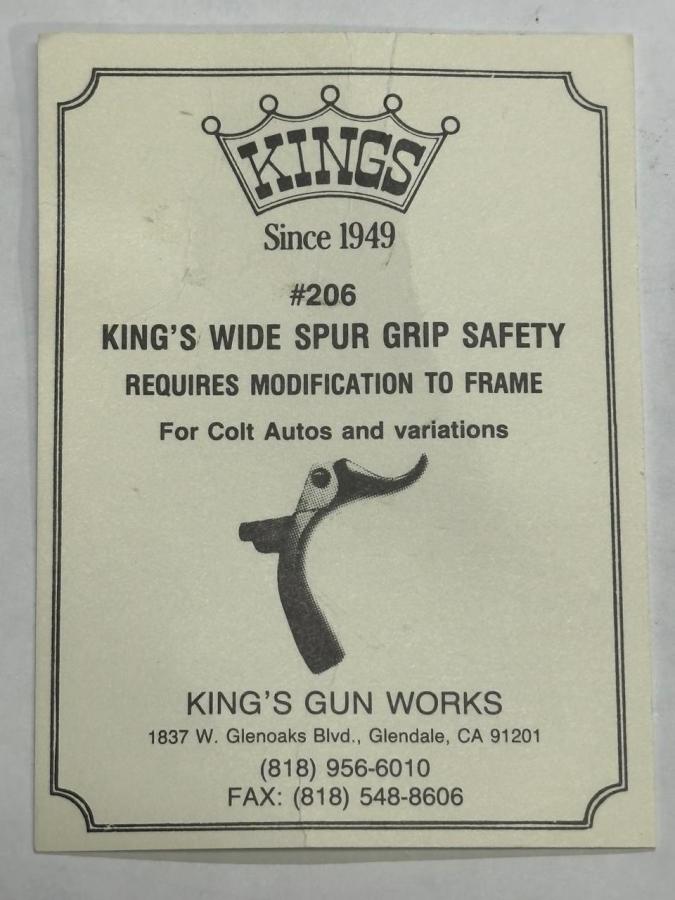 KINGS
Since 1949
#206
KING'S WIDE SPUR GRIP SAFETY
REQUIRES MODIFICATION TO FRAME
For Colt Autos and variations
KING'S GUN WORKS
1837 W. Glenoaks Blvd., Glendale, CA 91201
(818) 956-6010
FAX: (818) 548-8606